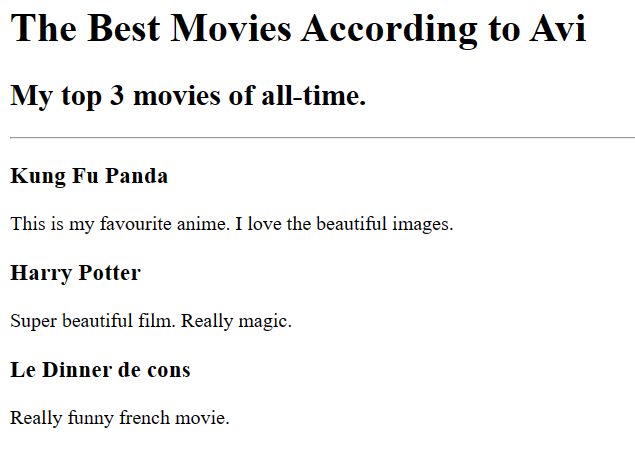 The Best Movies According to Avi
My top 3 movies of all-time.
Kung Fu Panda
This is my favourite anime. I love the beautiful images.
Harry Potter
Super beautiful film. Really magic.
Le Dinner de cons
Really funny french movie.